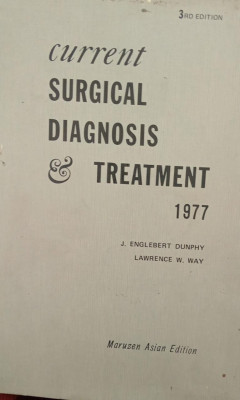 3RD EDITION
current
SURGICAL
DIAGNOSIS
& TREATMENT
1977
J. ENGLEBERT DUNPHY
LAWRENCE W. WAY
Maruzen Asian Edition